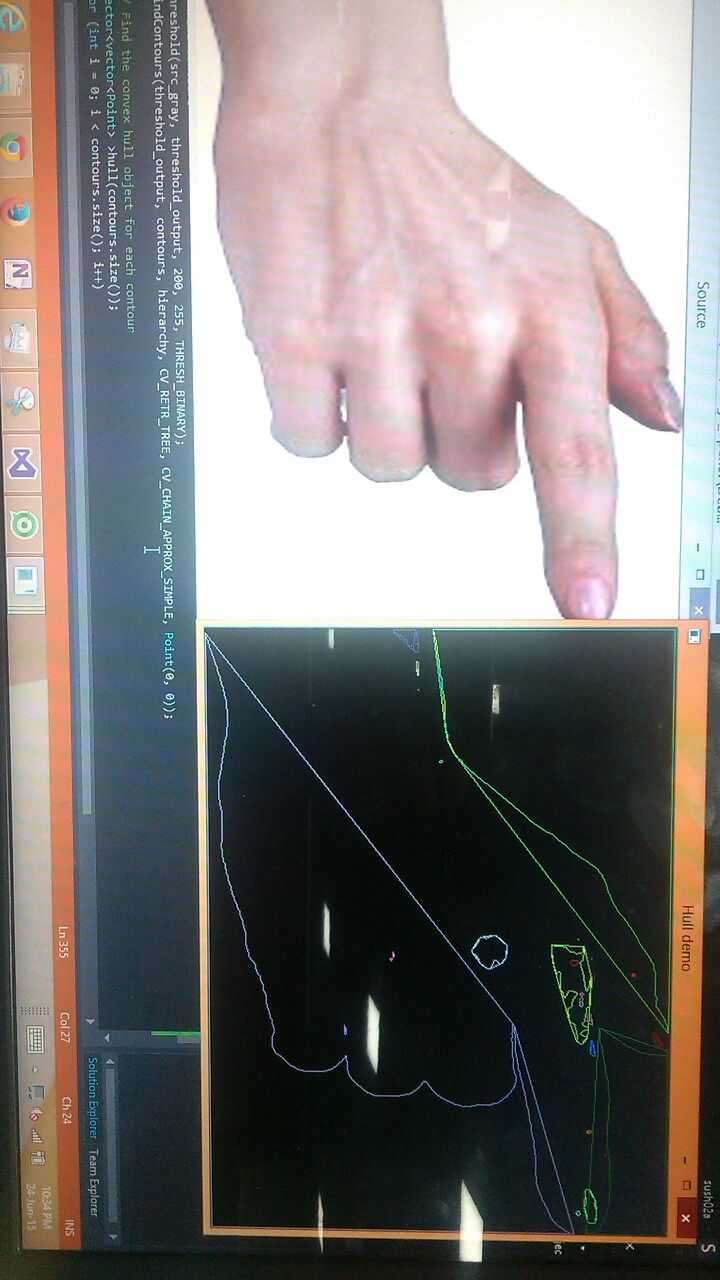 Source
Hull demo
sush02a
threshold(src_gray, threshold_output, 200, 255, THRESH_BINARY);
indContours(threshold_output, contours, hierarchy, CV_RETR_TREE, CV_CHAIN_APPROX_SIMPLE, Point(0, 0));
/ Find the convex hull object for each contour
ector<vector<Point> >hull(contours.size());
or (int i = 0; i < contours.size(); i++)
Solution Explorer Team Explorer
Ln 355 Col 27 Ch 24 INS
10:34 PM
24-Jun-15